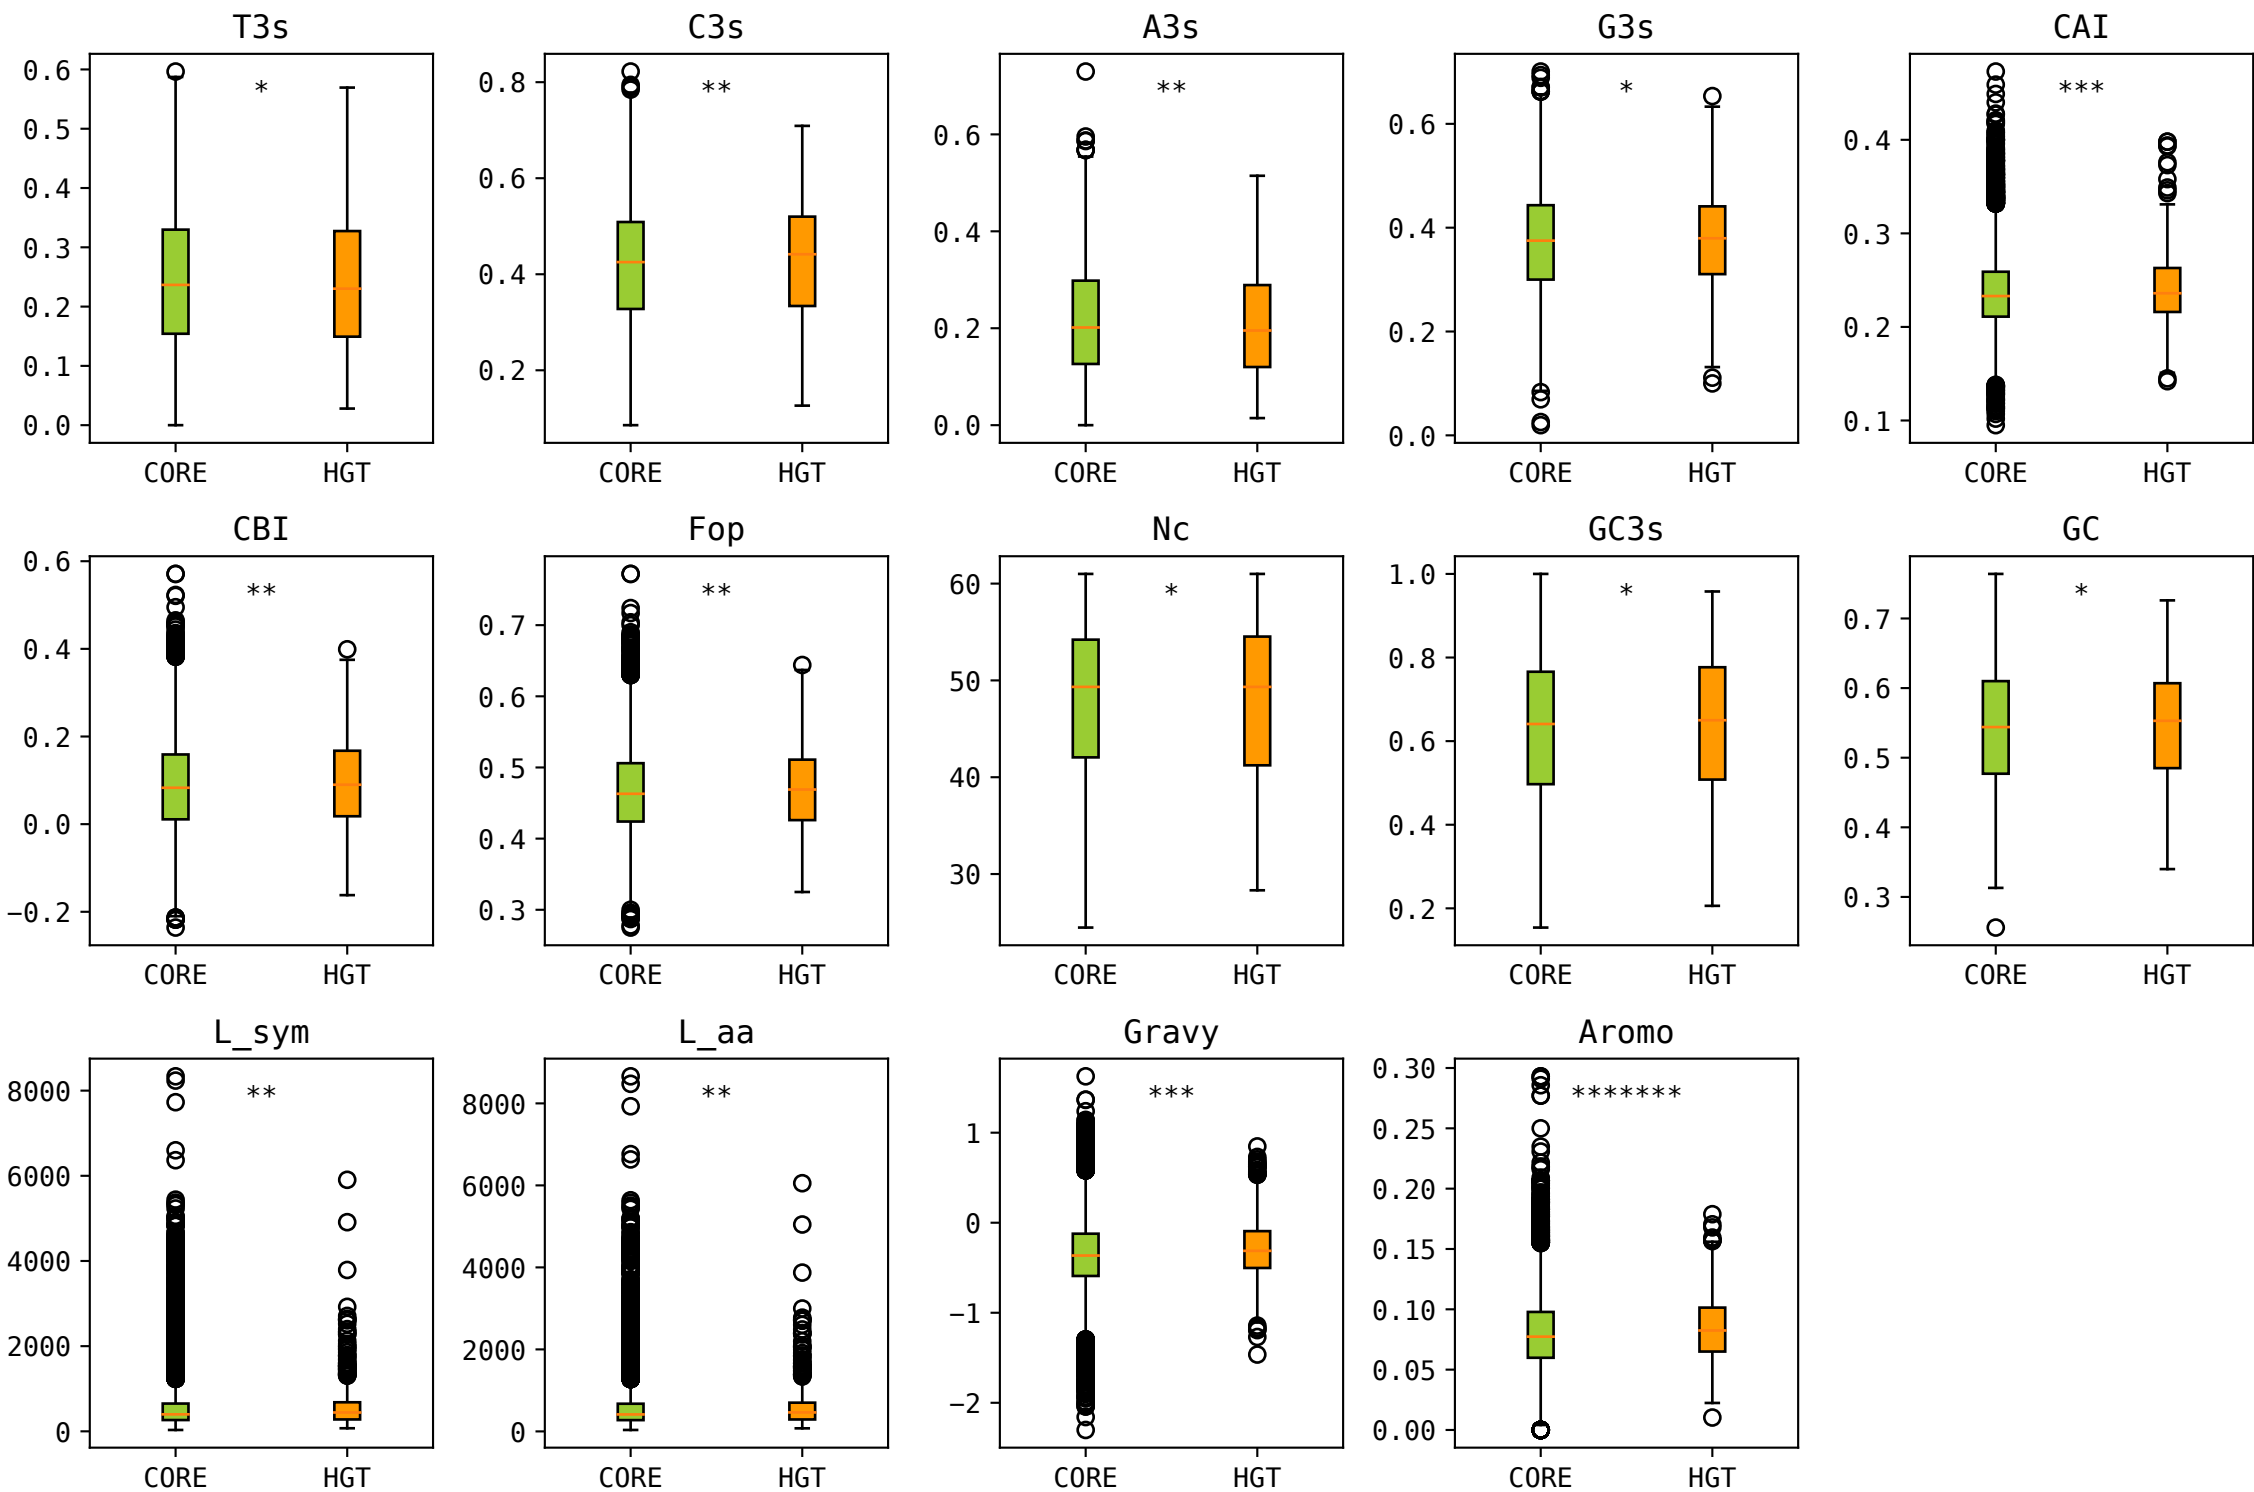 T3s
C3s
A3s
G3s
CAI
0.6
0.5
0.4
0.3
0.2
0.1
0.0
*
CORE
HGT
0.8
0.6
0.4
0.2
**
CORE
HGT
0.6
0.4
0.2
0.0
**
CORE
HGT
0.6
0.4
0.2
0.0
*
CORE
HGT
0.4
0.3
0.2
0.1
***
CORE
HGT
CBI
Fop
Nc
GC3s
GC
0.6
0.4
0.2
0.0
−0.2
**
CORE
HGT
0.7
0.6
0.5
0.4
0.3
**
CORE
HGT
60
50
40
30
*
CORE
HGT
1.0
0.8
0.6
0.4
0.2
*
CORE
HGT
0.7
0.6
0.5
0.4
0.3
*
CORE
HGT
L_sym
L_aa
Gravy
Aromo
8000
6000
4000
2000
0
**
CORE
HGT
8000
6000
4000
2000
0
**
CORE
HGT
1
0
−1
−2
***
CORE
HGT
0.30
0.25
0.20
0.15
0.10
0.05
0.00
*******
CORE
HGT